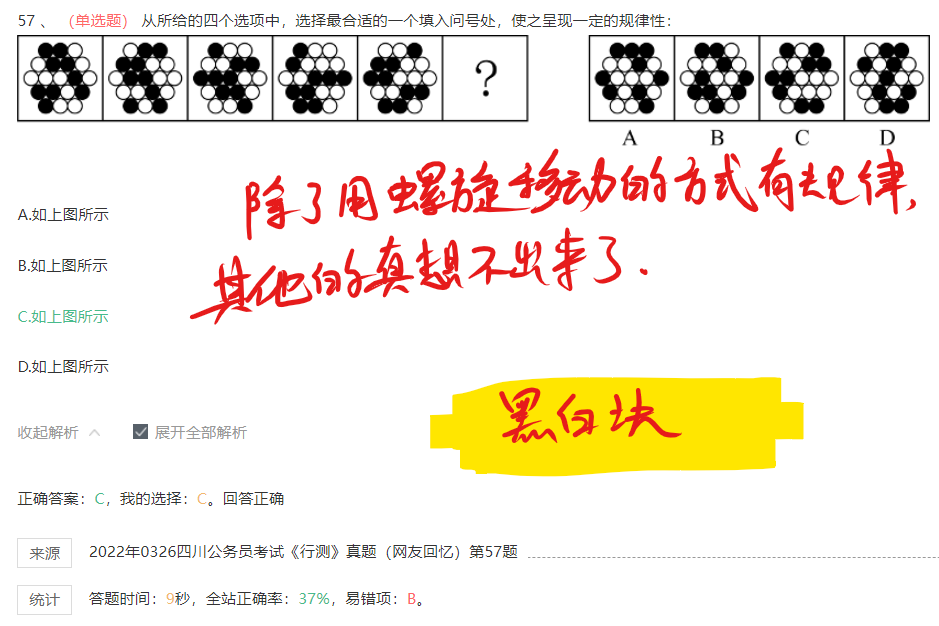 57 、 （单选题） 从所给的四个选项中，选择最合适的一个填入问号处，使之呈现一定的规律性：
?
A B C D
除了用螺旋移动的方式有规律，
其他的真想不出来了.
A.如上图所示
B.如上图所示
C.如上图所示
D.如上图所示
黑白块
收起解析 展开全部解析
正确答案：C，我的选择：C。回答正确
来源 2022年0326四川公务员考试《行测》真题（网友回忆）第57题
统计 答题时间：9秒，全站正确率：37%，易错项：B。